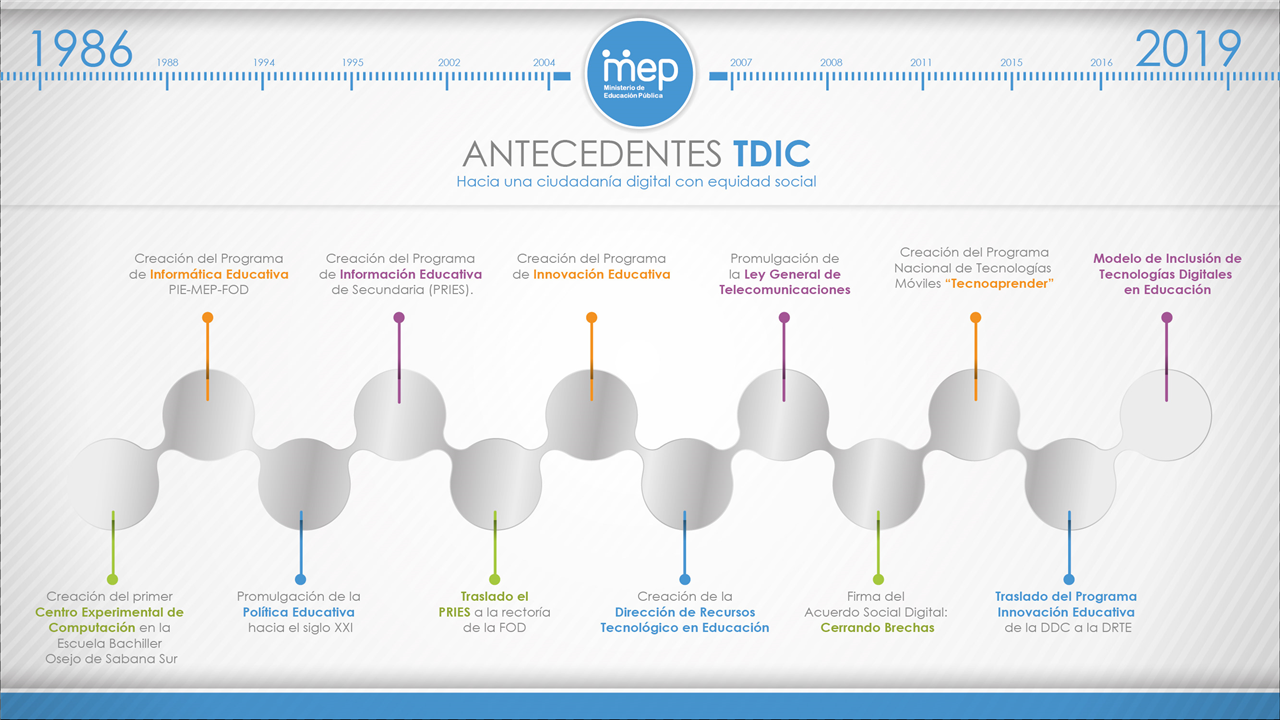 1986
1988
1994
1995
2002
2004
mep
Ministerio de
Educación Pública
2007
2008
2011
2015
2016
2019
ANTECEDENTES TDIC
Hacia una ciudadanía digital con equidad social
Creación del Programa
de Informática Educativa
PIE-MEP-FOD
Creación del Programa
de Información Educativa
de Secundaria (PRIES).
Creación del Programa
de Innovación Educativa
Promulgación de
la Ley General de
Telecomunicaciones
Creación del Programa
Nacional de Tecnologías
Móviles “Tecnoaprender”
Modelo de Inclusión de
Tecnologías Digitales
en Educación
Creación del primer
Centro Experimental de
Computación en la
Escuela Bachiller
Osejo de Sabana Sur
Promulgación de la
Política Educativa
hacia el siglo XXI
Traslado el
PRIES a la rectoría
de la FOD
Creación de la
Dirección de Recursos
Tecnológico en Educación
Firma del
Acuerdo Social Digital:
Cerrando Brechas
Traslado del Programa
Innovación Educativa
de la DDC a la DRTE